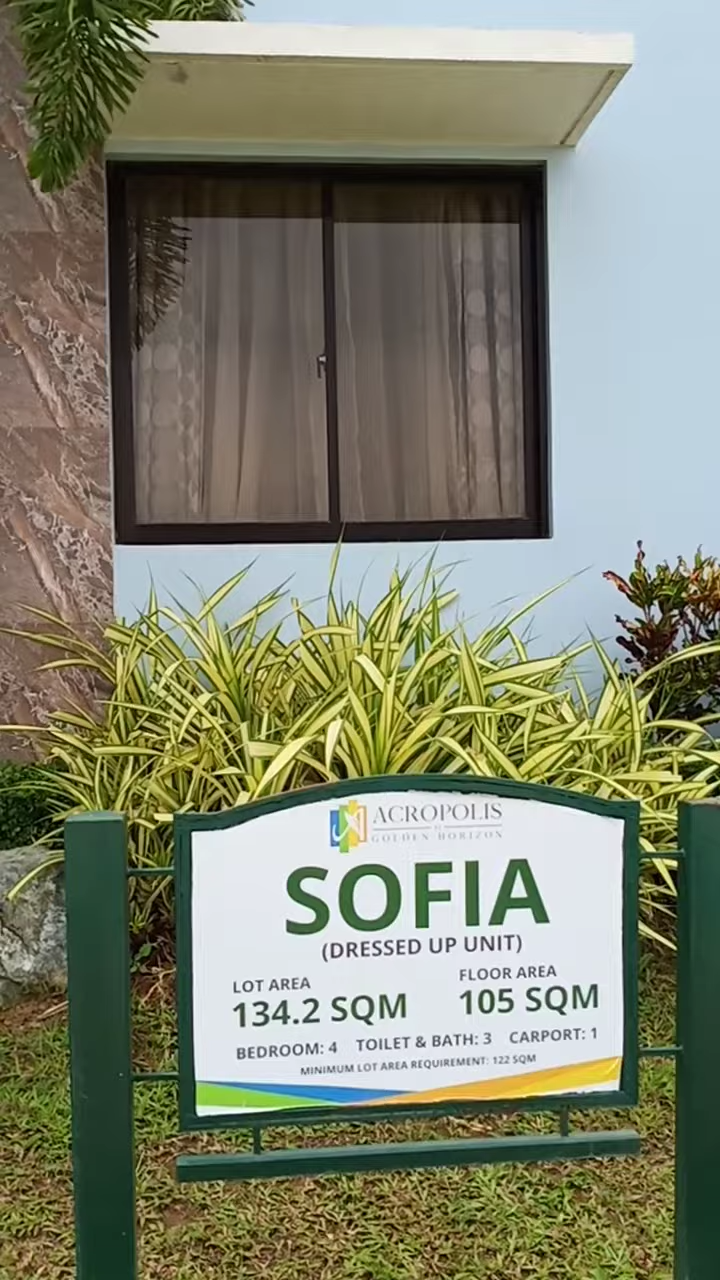 ACROPOLIS
GOLDEN HORIZON
SOFIA
(DRESSED UP UNIT)
LOT AREA
134.2 SQM
FLOOR AREA
105 SQM
BEDROOM: 4 TOILET & BATH: 3 CARPORT: 1
MINIMUM LOT AREA REQUIREMENT: 122 SQM